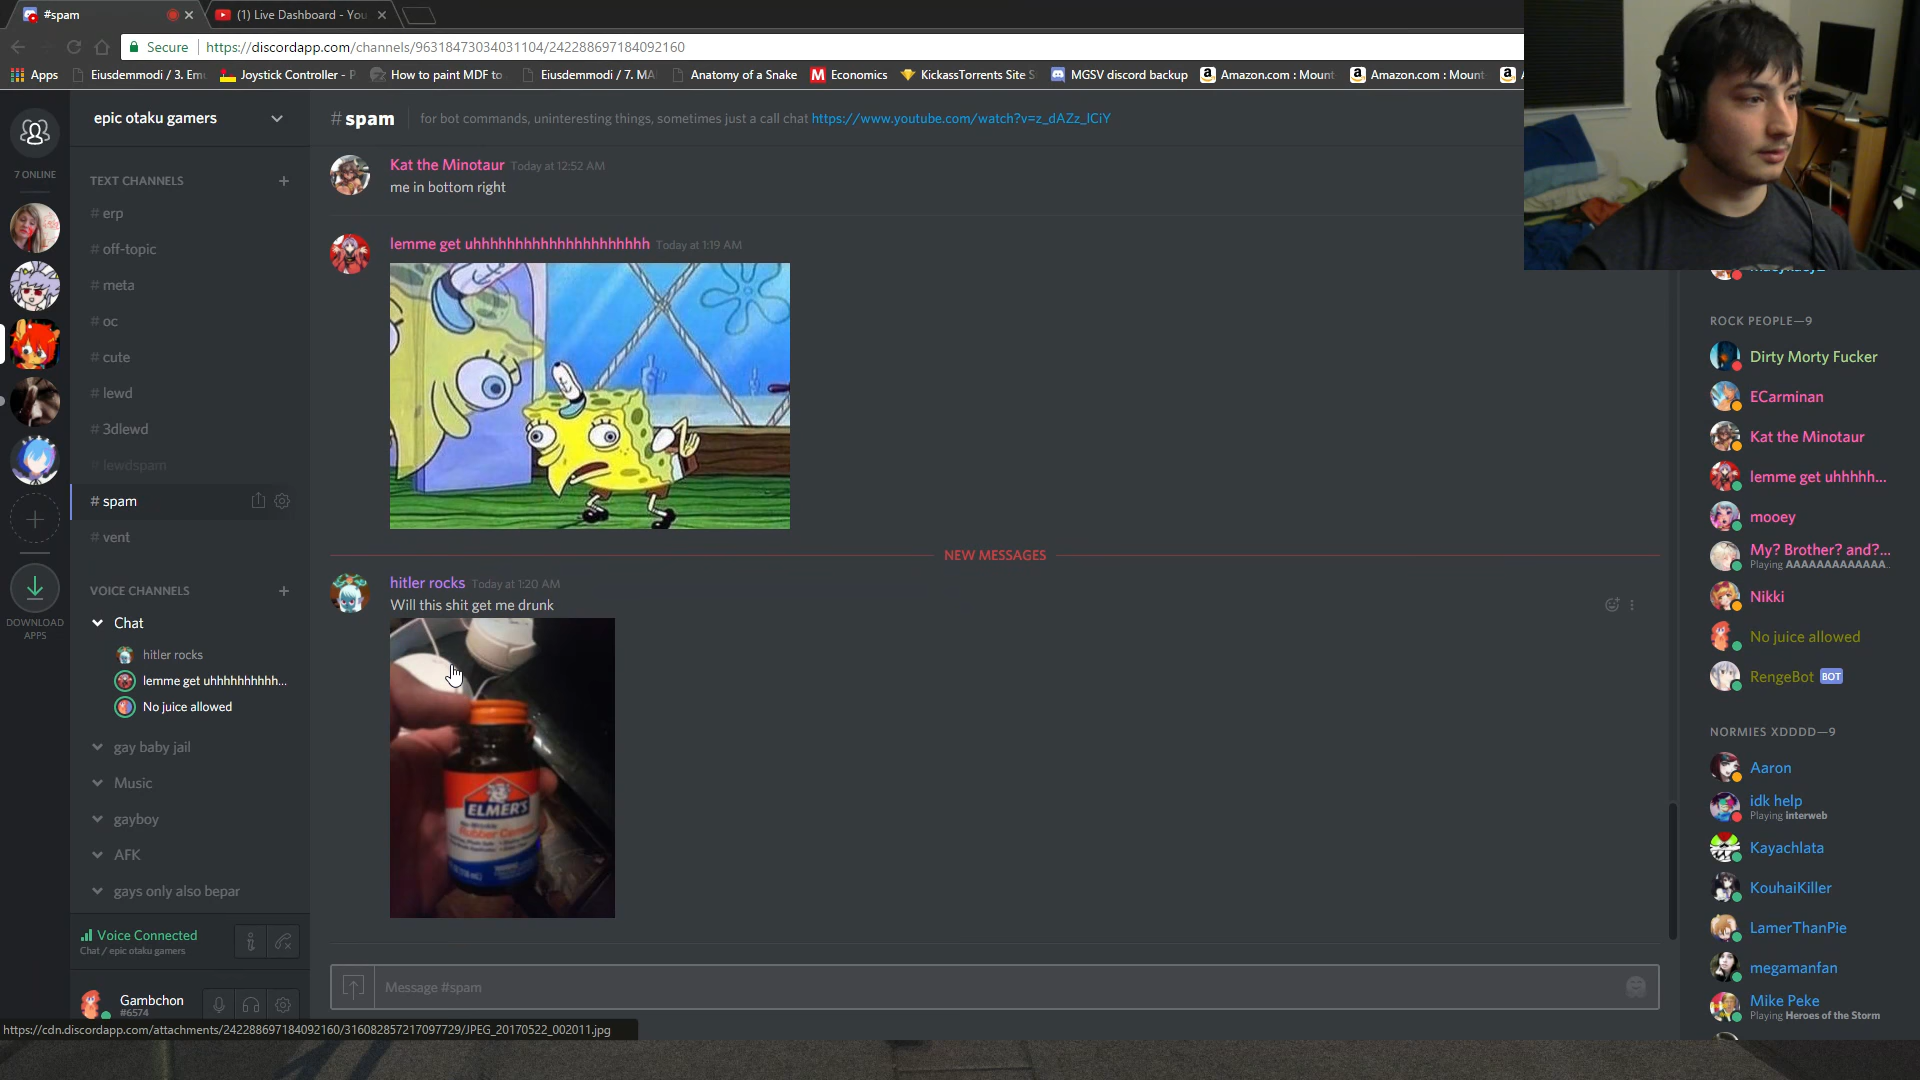 #spam
(1) Live Dashboard - You
Secure
https://discordapp.com/channels/96318473034031104/242288697184092160
Apps
Eiusdemmodi / 3. Em
Joystick Controller - P
How to paint MDF to
Eiusdemmodi / 7. MA
Anatomy of a Snake
Economics
KickassTorrents Site S
MGSV discord backup
Amazon.com : Mount
Amazon.com : Mount
epic otaku gamers
# spam
for bot commands, uninteresting things, sometimes just a call chat https://www.youtube.com/watch?v=z_dAZz_lCiY
7 ONLINE
TEXT CHANNELS
# erp
# off-topic
# meta
# oc
# cute
# lewd
# 3dlewd
# lewdspam
# spam
# vent
VOICE CHANNELS
Chat
hitler rocks
lemme get uhhhhhhhhhh...
No juice allowed
gay baby jail
Music
gayboy
AFK
gays only also bepar
DOWNLOAD
APPS
Voice Connected
Chat / epic otaku gamers
Gambchon
#6574
Kat the Minotaur Today at 12:52 AM
me in bottom right
lemme get uhhhhhhhhhhhhhhhhhhhhh Today at 1:19 AM
NEW MESSAGES
hitler rocks Today at 1:20 AM
Will this shit get me drunk
ELMER'S
Rubber Cement
Message #spam
ROCK PEOPLE—9
Dirty Morty Fucker
ECarminan
Kat the Minotaur
lemme get uhhhhh...
mooey
My? Brother? and?...
Playing AAAAAAAAAAAAA..
Nikki
No juice allowed
RengeBot BOT
NORMIES XDDDD—9
Aaron
idk help
Playing interweb
Kayachlata
KouhaiKiller
LamerThanPie
megamanfan
Mike Peke
Playing Heroes of the Storm
https://cdn.discordapp.com/attachments/242288697184092160/316082857217097729/JPEG_20170522_002011.jpg